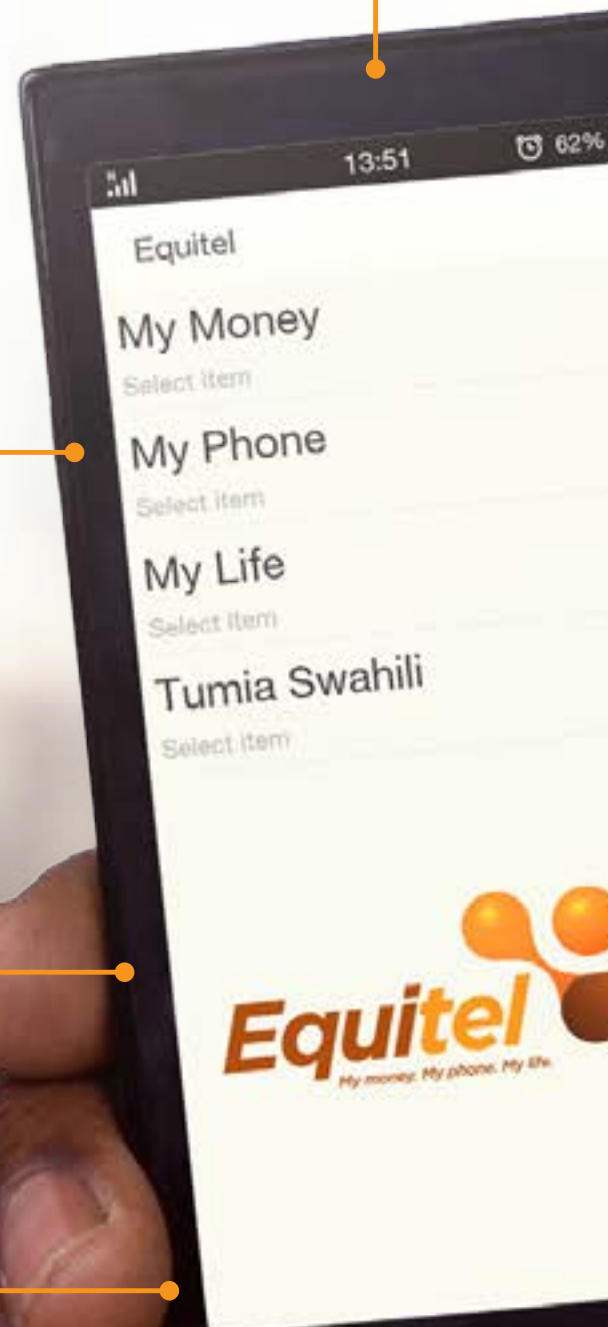 13:51
62%
Equitel
My Money
Select item
My Phone
Select item
My Life
Select item
Tumia Swahili
Select item
Equitel
My money. My phone. My life.